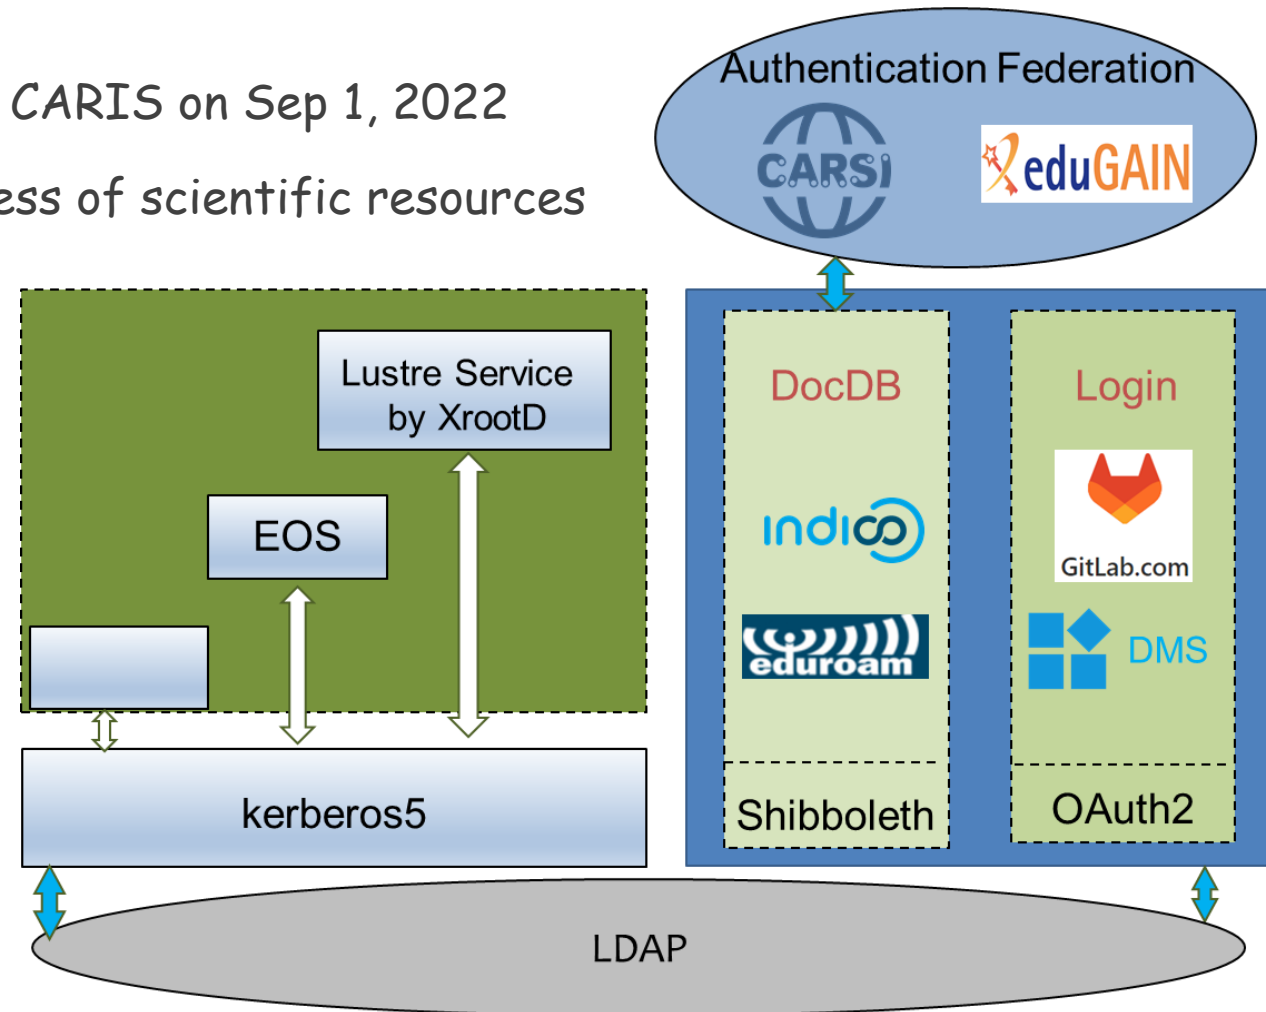 CARIS on Sep 1, 2022
ess of scientific resources
Authentication Federation
CARSI
eduGAIN
Lustre Service
by XrootD
EOS
kerberos5
DocDB
indico
eduroam
Shibboleth
Login
GitLab.com
DMS
OAuth2
LDAP